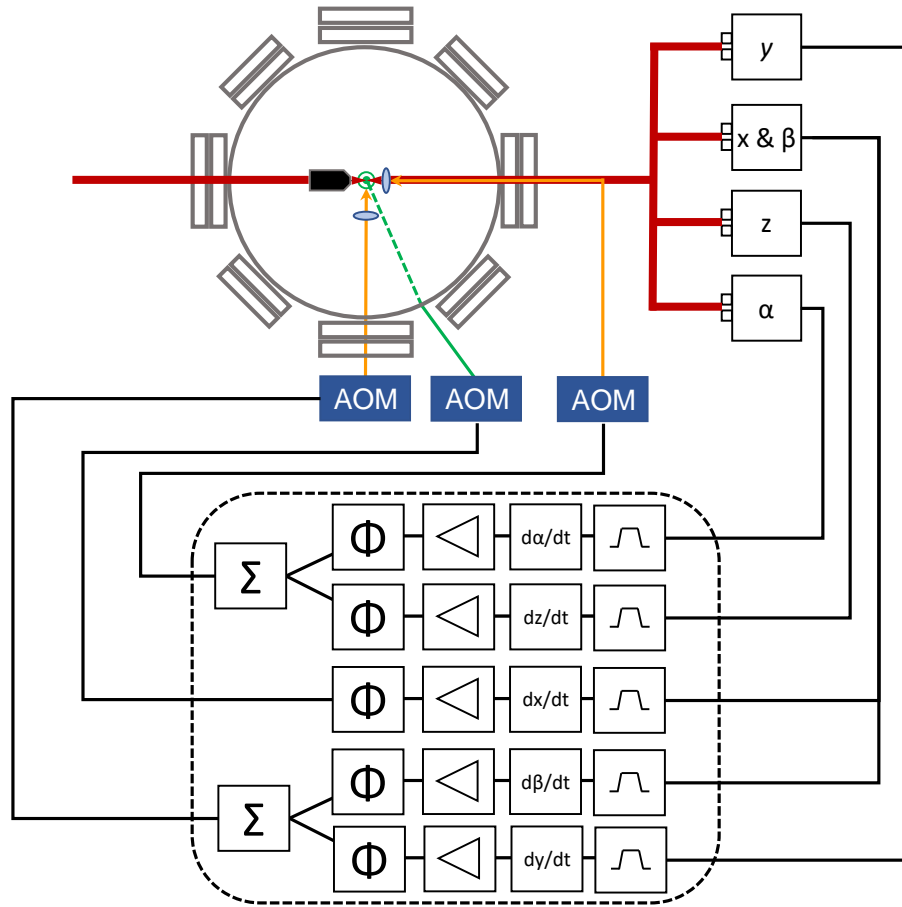 y
x & β
z
α
AOM AOM AOM
Φ dα/dt
Σ
Φ dz/dt
Φ dx/dt
Φ dβ/dt
Σ
Φ dy/dt